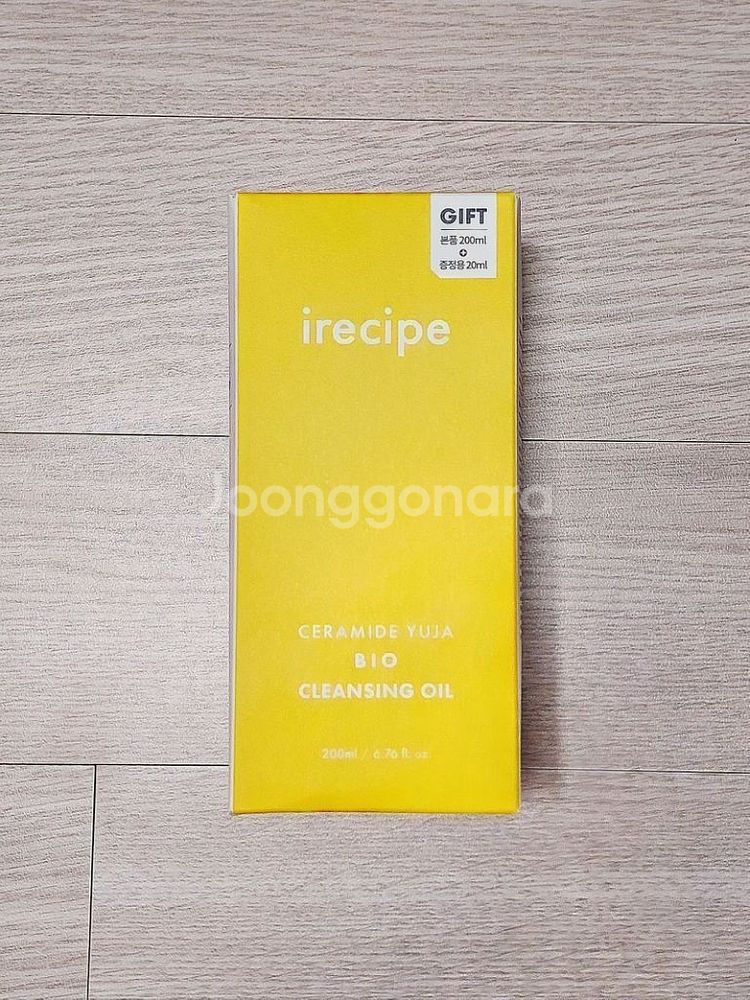 GIFT
본품 200ml
+
증정용 20ml
irecipe
Joonggonara
CERAMIDE YUJA
BIO
CLEANSING OIL
200ml / 6.76 fl. oz.